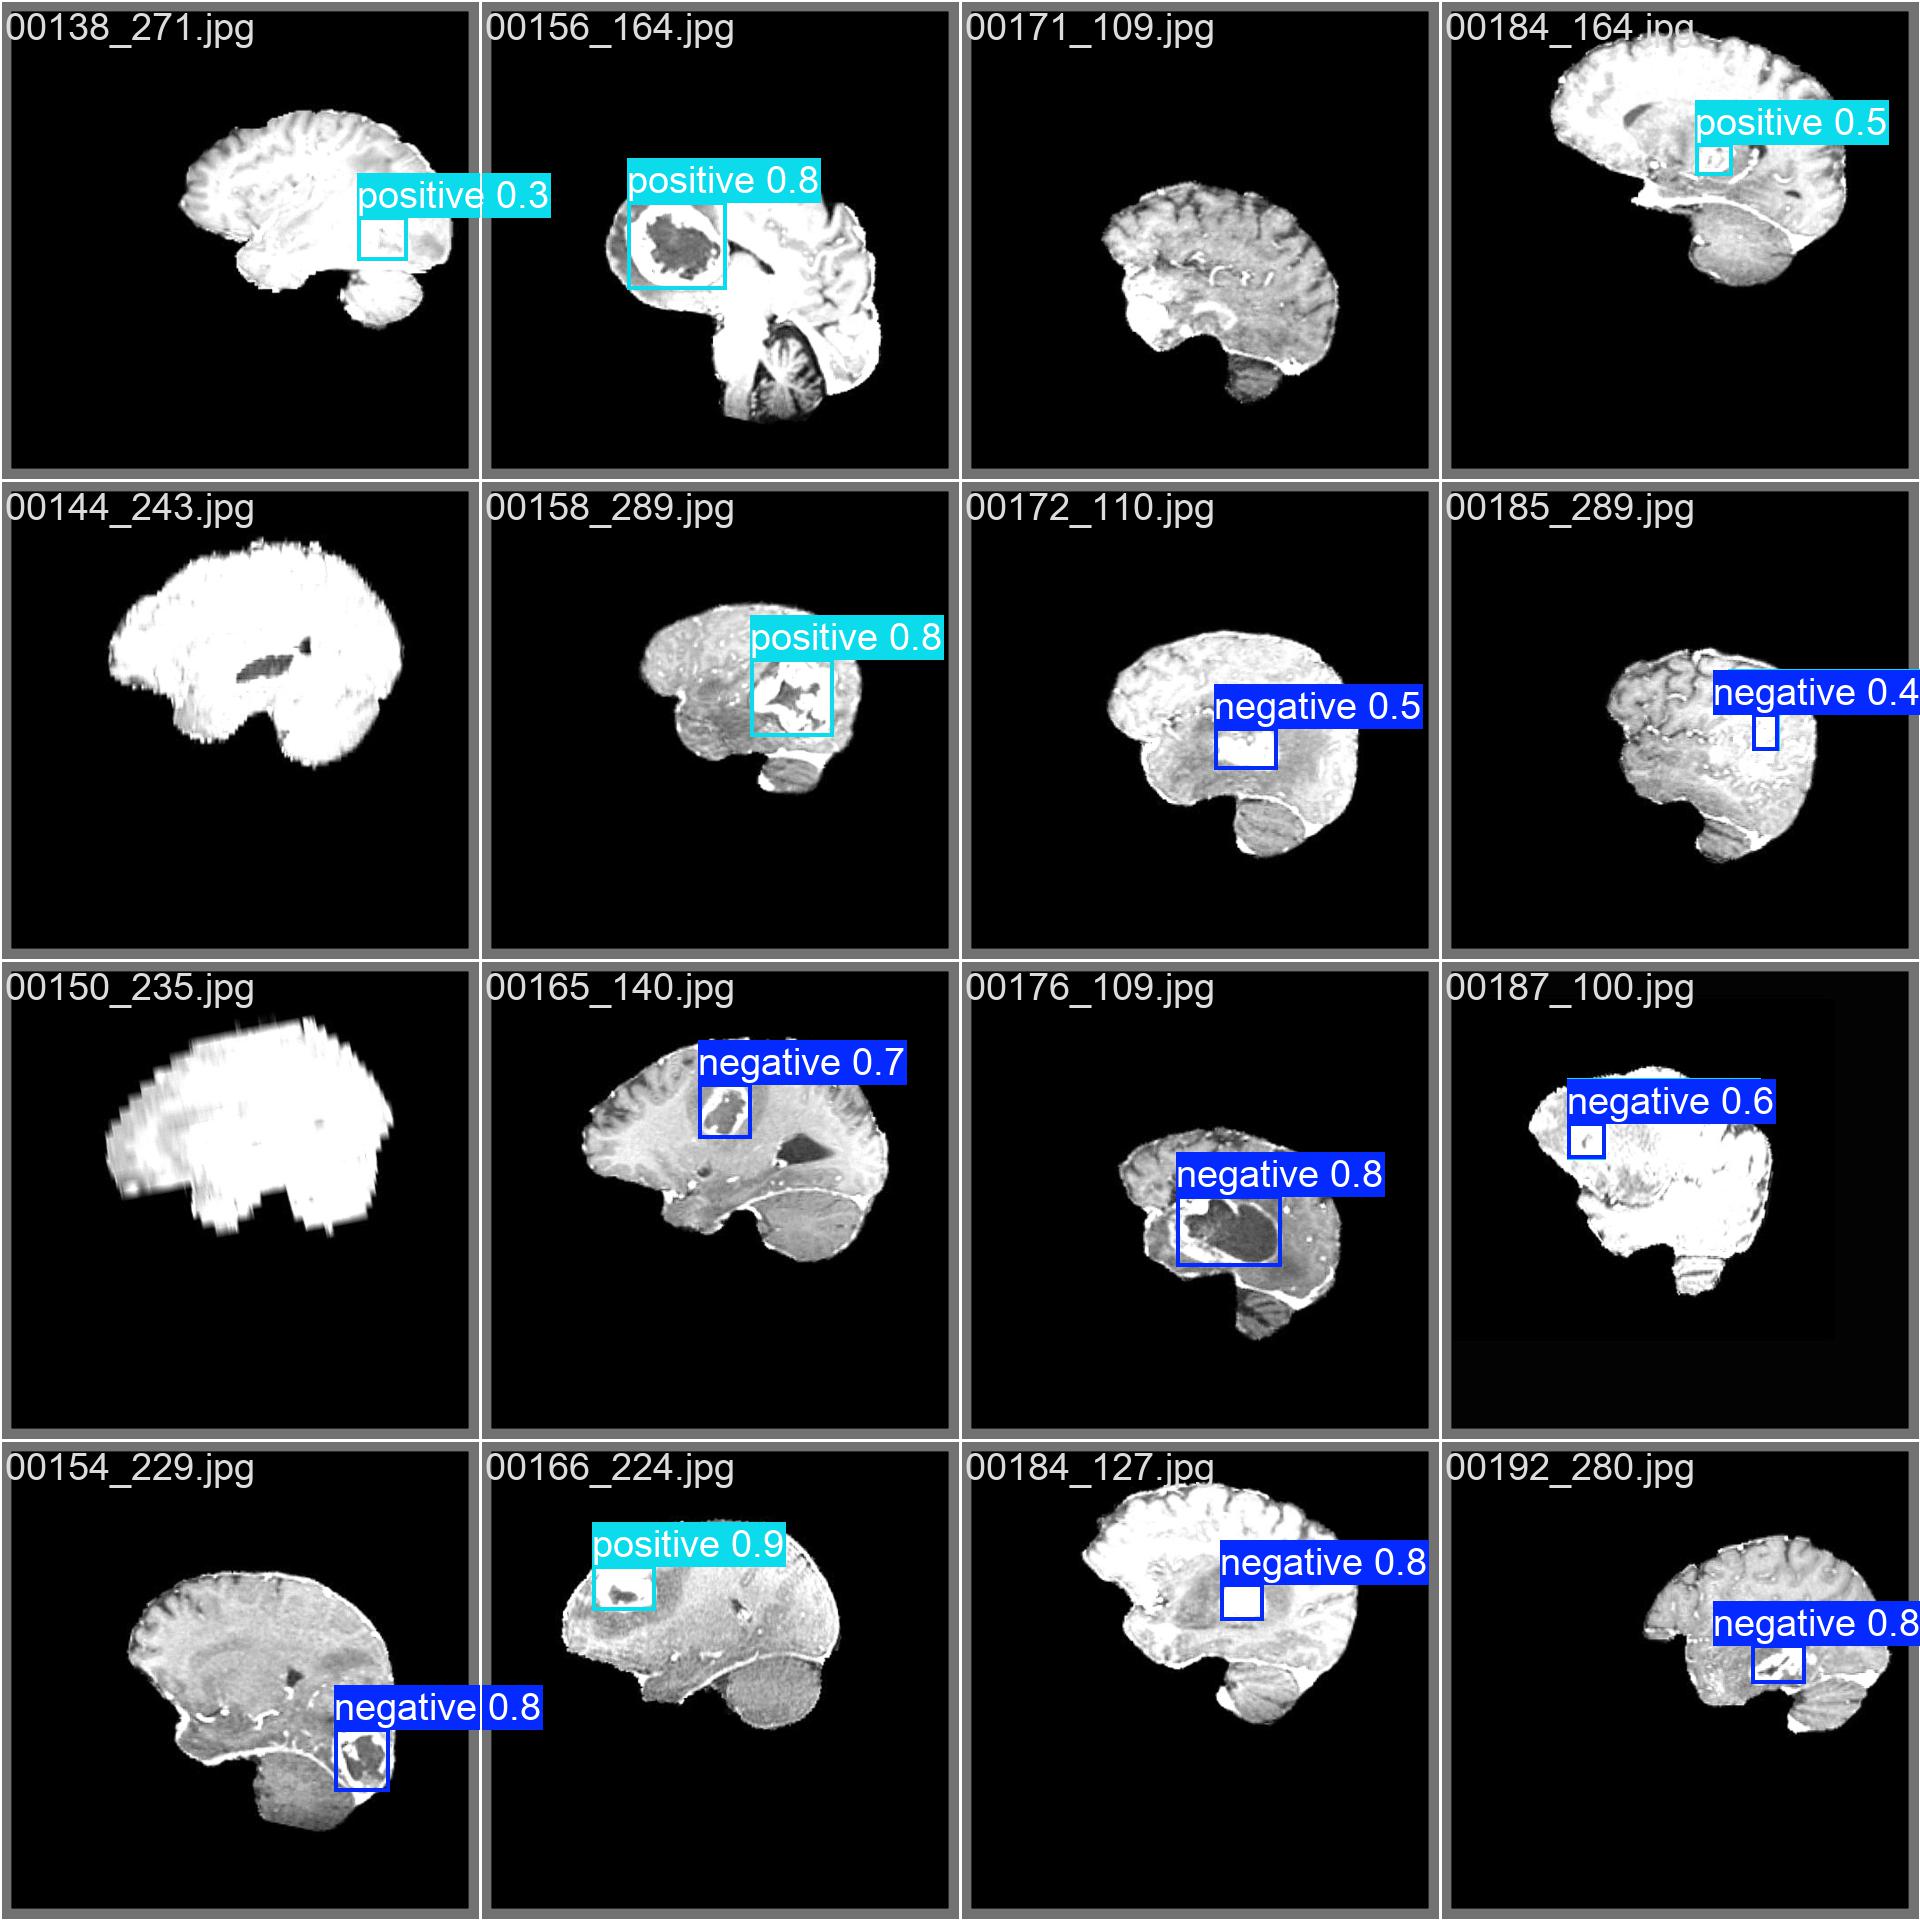 00138_271.jpg
positive 0.3
00156_164.jpg
positive 0.8
00171_109.jpg
00184_164.jpg
positive 0.5
00144_243.jpg
00158_289.jpg
positive 0.8
00172_110.jpg
negative 0.5
00185_289.jpg
negative 0.4
00150_235.jpg
00165_140.jpg
negative 0.7
00176_109.jpg
negative 0.8
00187_100.jpg
negative 0.6
00154_229.jpg
negative 0.8
00166_224.jpg
positive 0.9
00184_127.jpg
negative 0.8
00192_280.jpg
negative 0.8